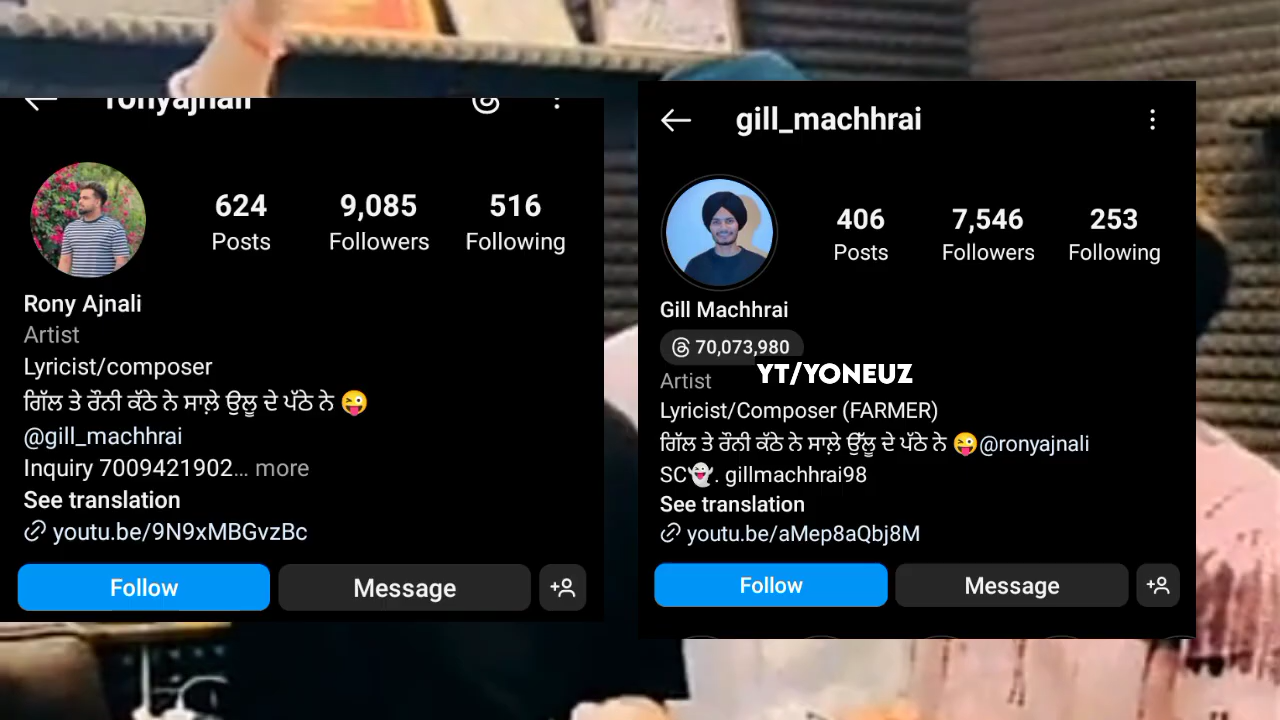 ronyajnali
624 9,085 516
Posts Followers Following
Rony Ajnali
Artist
Lyricist/composer
ਗਿੱਲ ਤੇ ਰੌਨੀ ਕੱਠੇ ਨੇ ਸਾਲ਼ੇ ਉਲੂ ਦੇ ਪੱਠੇ ਨੇ 😜
@gill_machhrai
Inquiry 7009421902... more
See translation
youtu.be/9N9xMBGvzBc
Follow Message
gill_machhrai
406 7,546 253
Posts Followers Following
Gill Machhrai
70,073,980
YT/YONEUZ
Artist
Lyricist/Composer (FARMER)
ਗਿੱਲ ਤੇ ਰੌਨੀ ਕੱਠੇ ਨੇ ਸਾਲ਼ੇ ਉੱਲੂ ਦੇ ਪੱਠੇ ਨੇ 😜@ronyajnali
SC👻. gillmachhrai98
See translation
youtu.be/aMep8aQbj8M
Follow Message